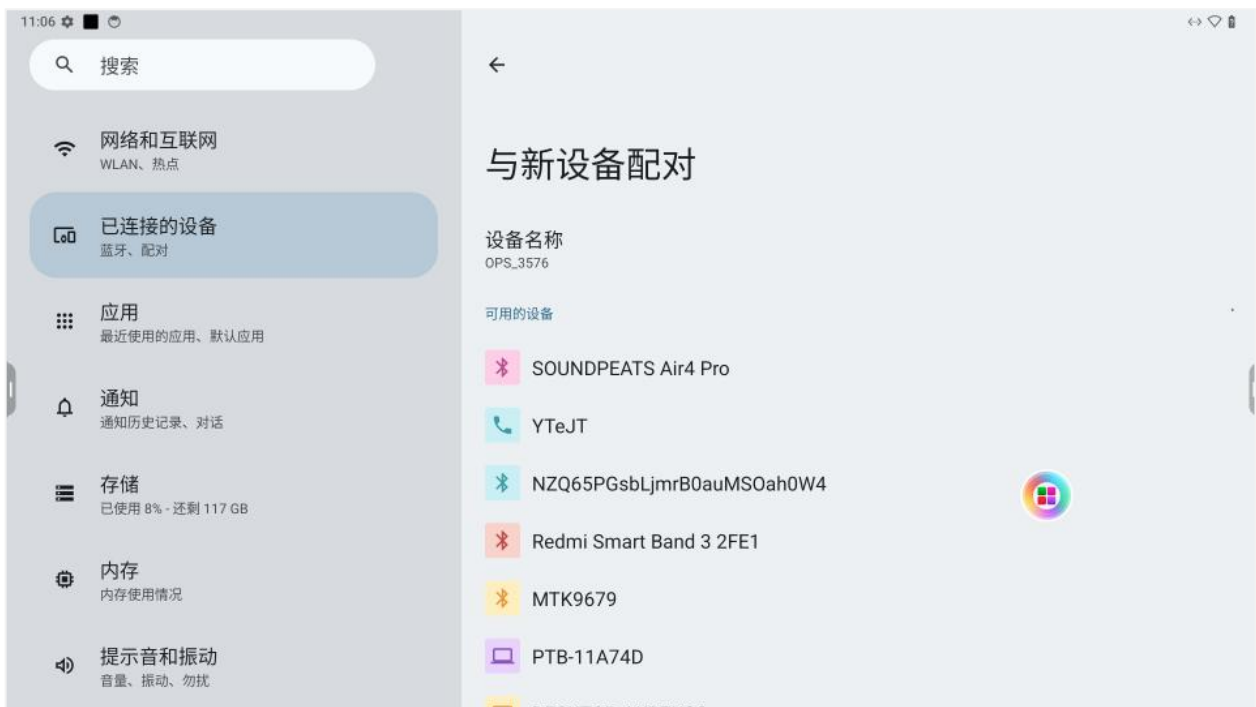 11:06
搜索
网络和互联网
WLAN、热点
已连接的设备
蓝牙、配对
应用
最近使用的应用、默认应用
通知
通知历史记录、对话
存储
已使用 8% - 还剩 117 GB
内存
内存使用情况
提示音和振动
音量、振动、勿扰
与新设备配对
设备名称
OPS_3576
可用的设备
SOUNDPEATS Air4 Pro
YTeJT
NZQ65PGsbLjmrB0auMSOah0W4
Redmi Smart Band 3 2FE1
MTK9679
PTB-11A74D